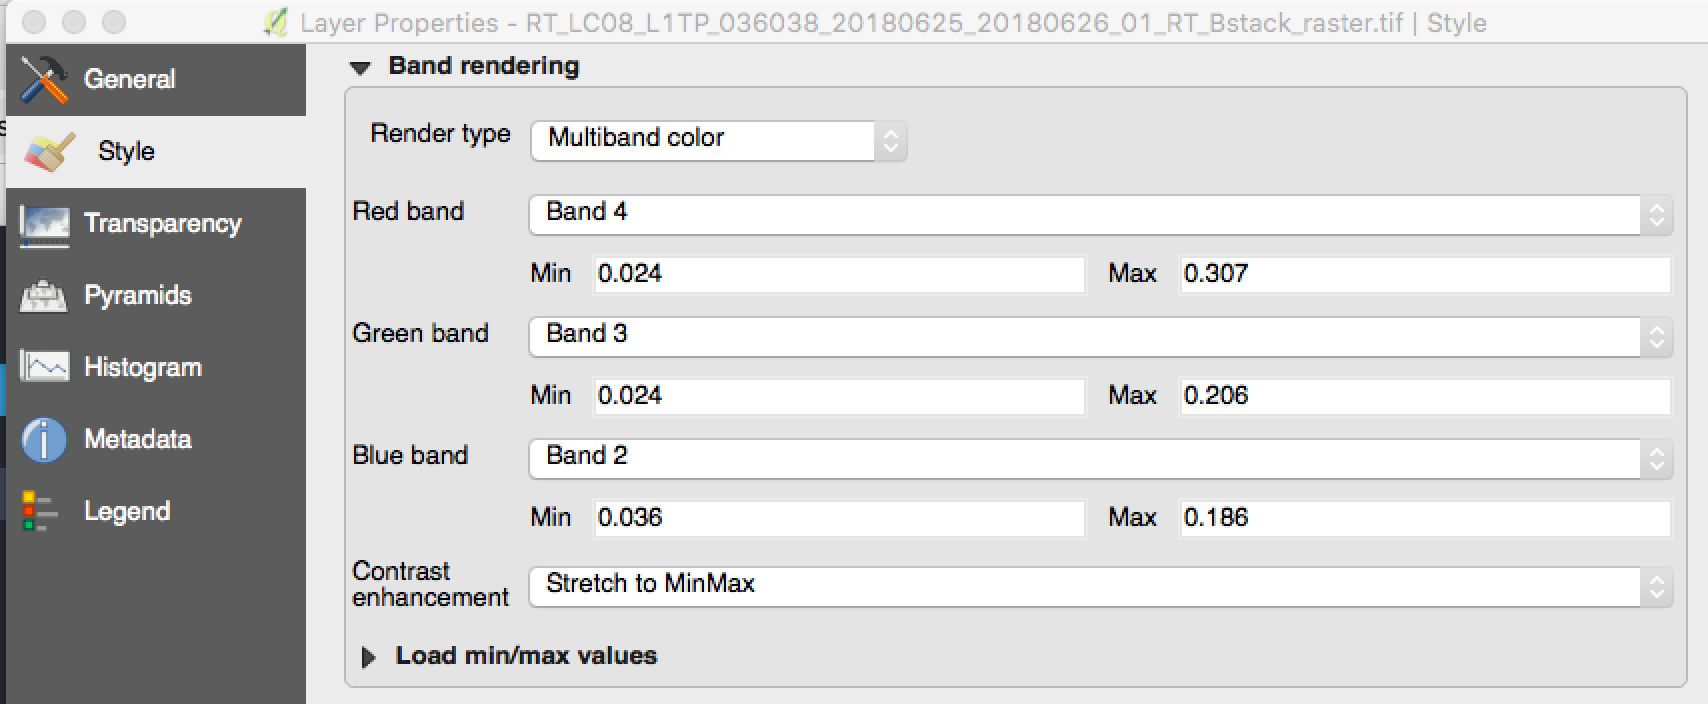 Layer Properties - RT_LC08_L1TP_036038_20180625_20180626_01_RT_Bstack_raster.tif | Style
General
Style
Transparency
Pyramids
Histogram
Metadata
Legend
Band rendering
Render type Multiband color
Red band Band 4
Min 0.024 Max 0.307
Green band Band 3
Min 0.024 Max 0.206
Blue band Band 2
Min 0.036 Max 0.186
Contrast
enhancement Stretch to MinMax
Load min/max values